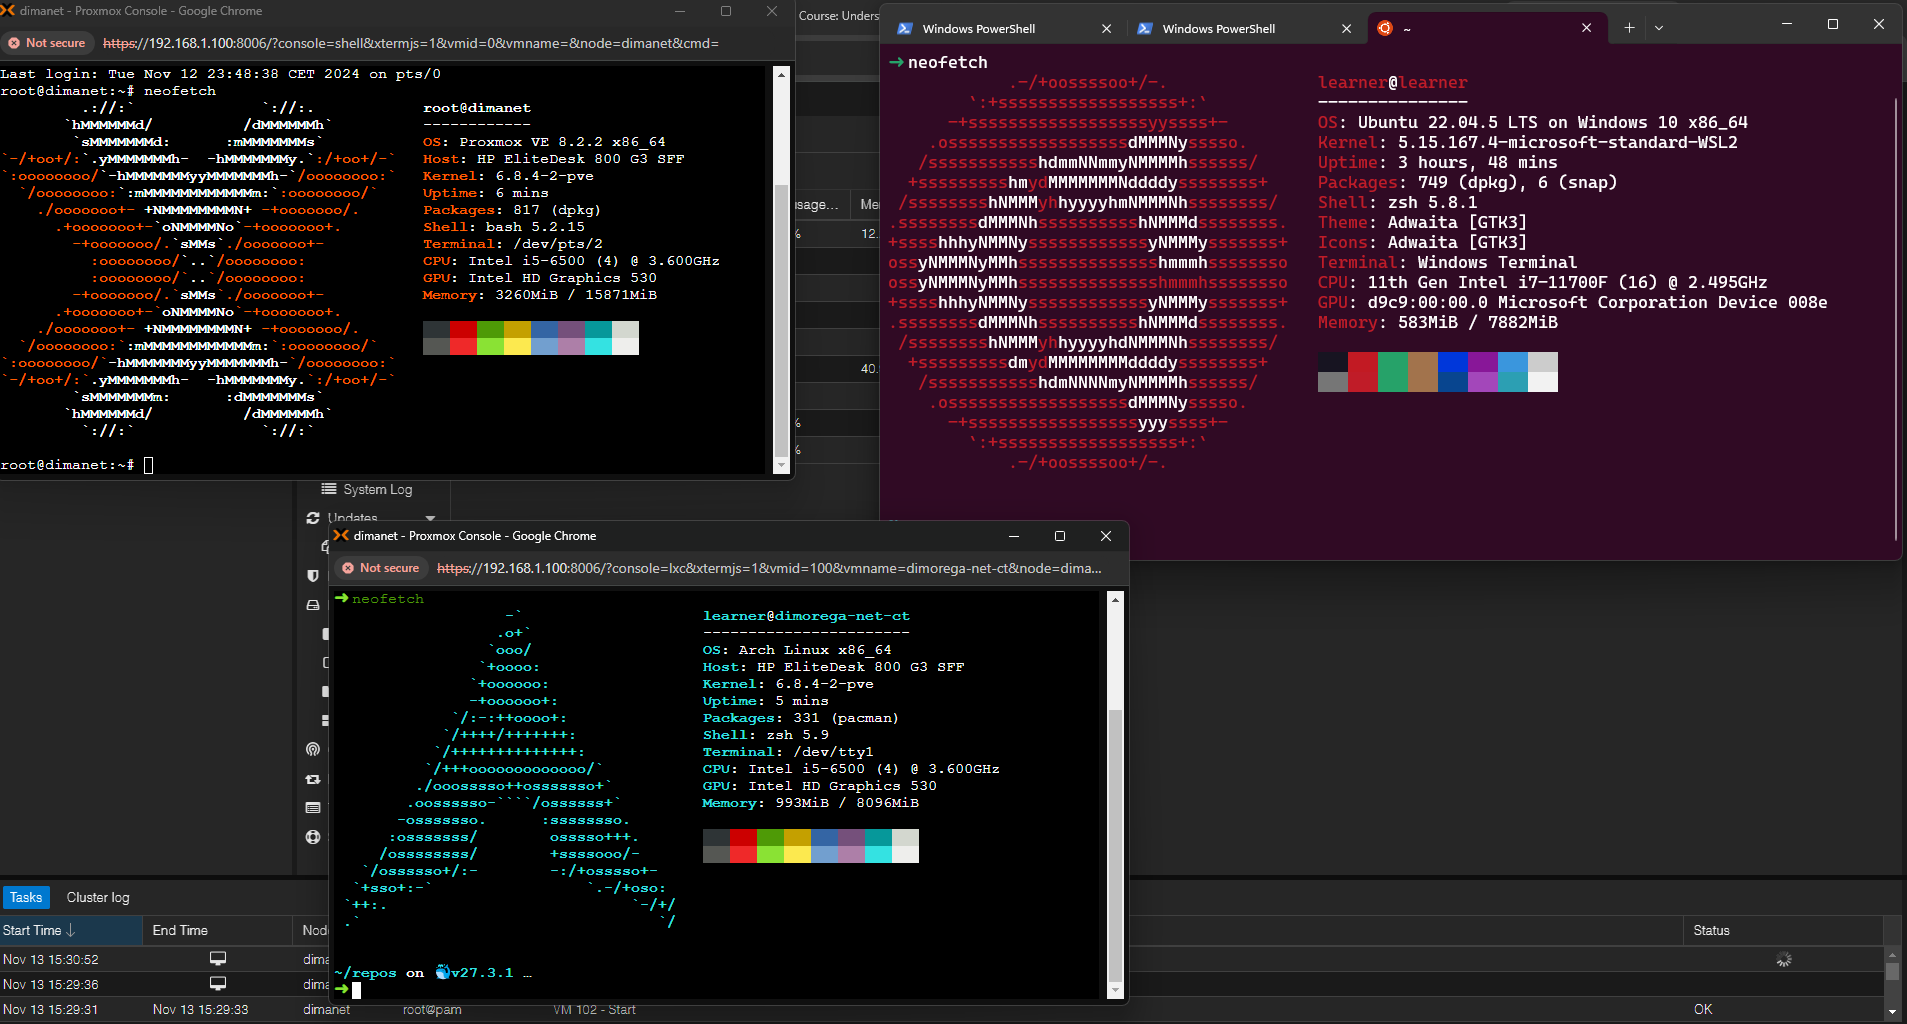 dimanet - Proxmox Console - Google Chrome
Not secure
https://192.168.1.100:8006/?console=shell&xtermjs=1&vmid=0&vmname=&node=dimanet&cmd=
Last login: Tue Nov 12 23:48:38 CET 2024 on pts/0
root@dimanet:~# neofetch
root@dimanet
------------
OS: Proxmox VE 8.2.2 x86_64
Host: HP EliteDesk 800 G3 SFF
Kernel: 6.8.4-2-pve
Uptime: 6 mins
Packages: 817 (dpkg)
Shell: bash 5.2.15
Terminal: /dev/pts/2
CPU: Intel i5-6500 (4) @ 3.600GHz
GPU: Intel HD Graphics 530
Memory: 3260MiB / 15871MiB
root@dimanet:~#
Course: Unders
sage...
Me
%
12.
40.
%
%
Windows PowerShell
Windows PowerShell
~
→ neofetch
learner@learner
---------------
OS: Ubuntu 22.04.5 LTS on Windows 10 x86_64
Kernel: 5.15.167.4-microsoft-standard-WSL2
Uptime: 3 hours, 48 mins
Packages: 749 (dpkg), 6 (snap)
Shell: zsh 5.8.1
Theme: Adwaita [GTK3]
Icons: Adwaita [GTK3]
Terminal: Windows Terminal
CPU: 11th Gen Intel i7-11700F (16) @ 2.495GHz
GPU: d9c9:00:00.0 Microsoft Corporation Device 008e
Memory: 583MiB / 7882MiB
System Log
Updates
dimanet - Proxmox Console - Google Chrome
Not secure
https://192.168.1.100:8006/?console=lxc&xtermjs=1&vmid=100&vmname=dimorega-net-ct&node=dima...
→ neofetch
learner@dimorega-net-ct
-----------------------
OS: Arch Linux x86_64
Host: HP EliteDesk 800 G3 SFF
Kernel: 6.8.4-2-pve
Uptime: 5 mins
Packages: 331 (pacman)
Shell: zsh 5.9
Terminal: /dev/tty1
CPU: Intel i5-6500 (4) @ 3.600GHz
GPU: Intel HD Graphics 530
Memory: 993MiB / 8096MiB
~/repos on 🐳v27.3.1 …
→
Tasks
Cluster log
Start Time ↓ End Time Nod Status
Nov 13 15:30:52 dima
Nov 13 15:29:36 dima
Nov 13 15:29:31 Nov 13 15:29:33 dimanet root@pam VM 102 - Start OK